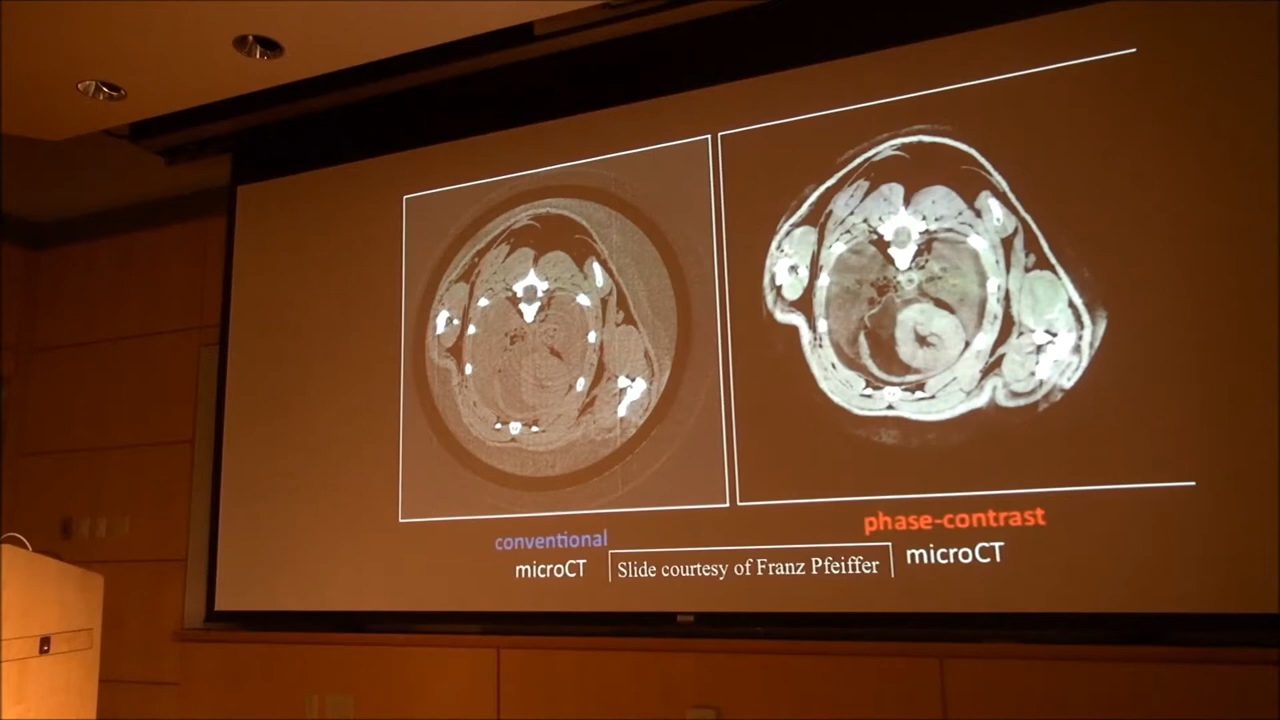 conventional
microCT
Slide courtesy of Franz Pfeiffer
phase-contrast
microCT